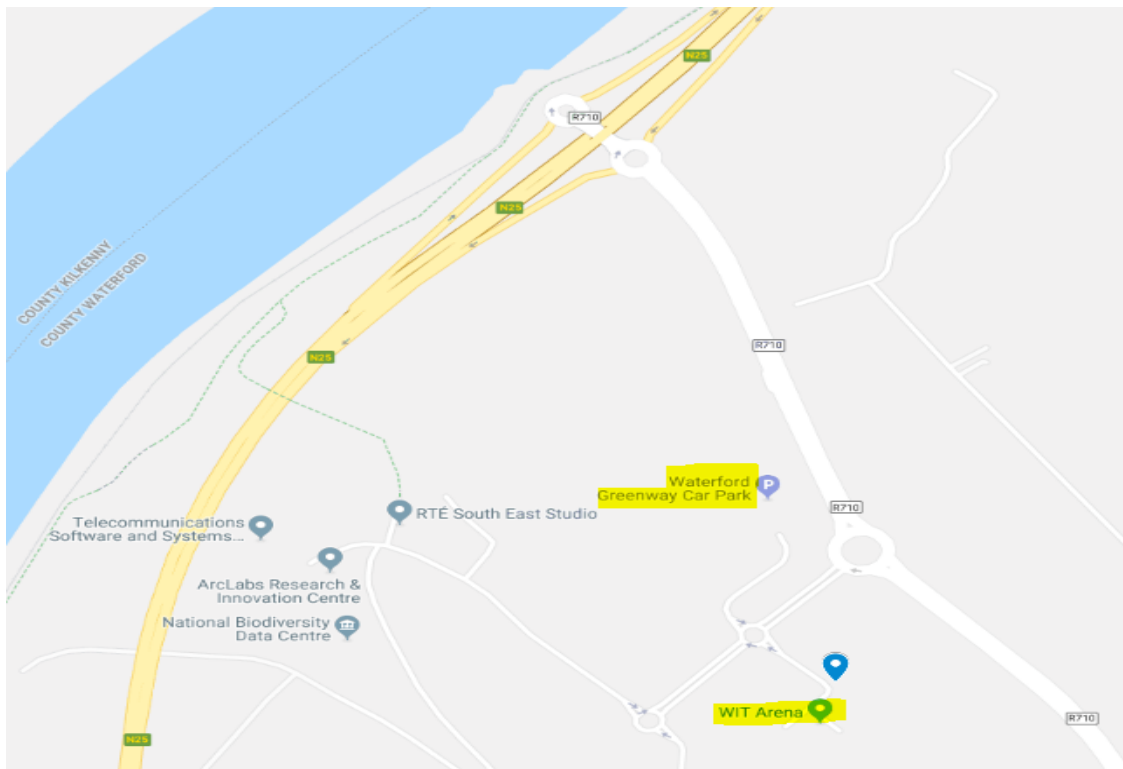 N25
R710
N25
COUNTY KILKENNY
COUNTY WATERFORD
R710
N25
Waterford
Greenway Car Park
P
R710
RTÉ South East Studio
Telecommunications
Software and Systems...
ArcLabs Research &
Innovation Centre
National Biodiversity
Data Centre
WIT Arena
R710
N25